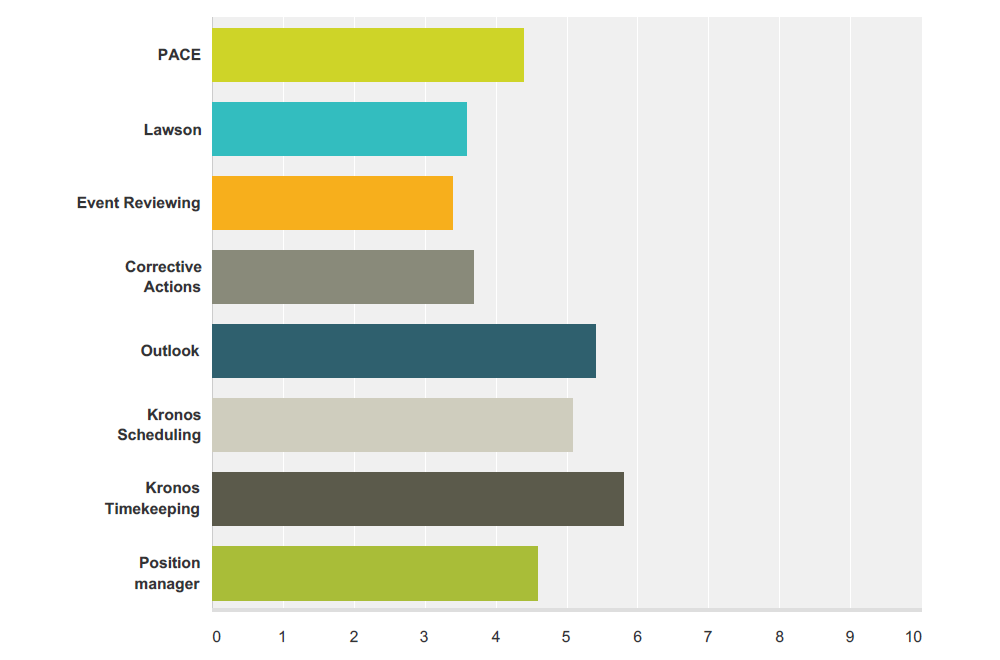 PACE
Lawson
Event Reviewing
Corrective
Actions
Outlook
Kronos
Scheduling
Kronos
Timekeeping
Position
manager
0 1 2 3 4 5 6 7 8 9 10